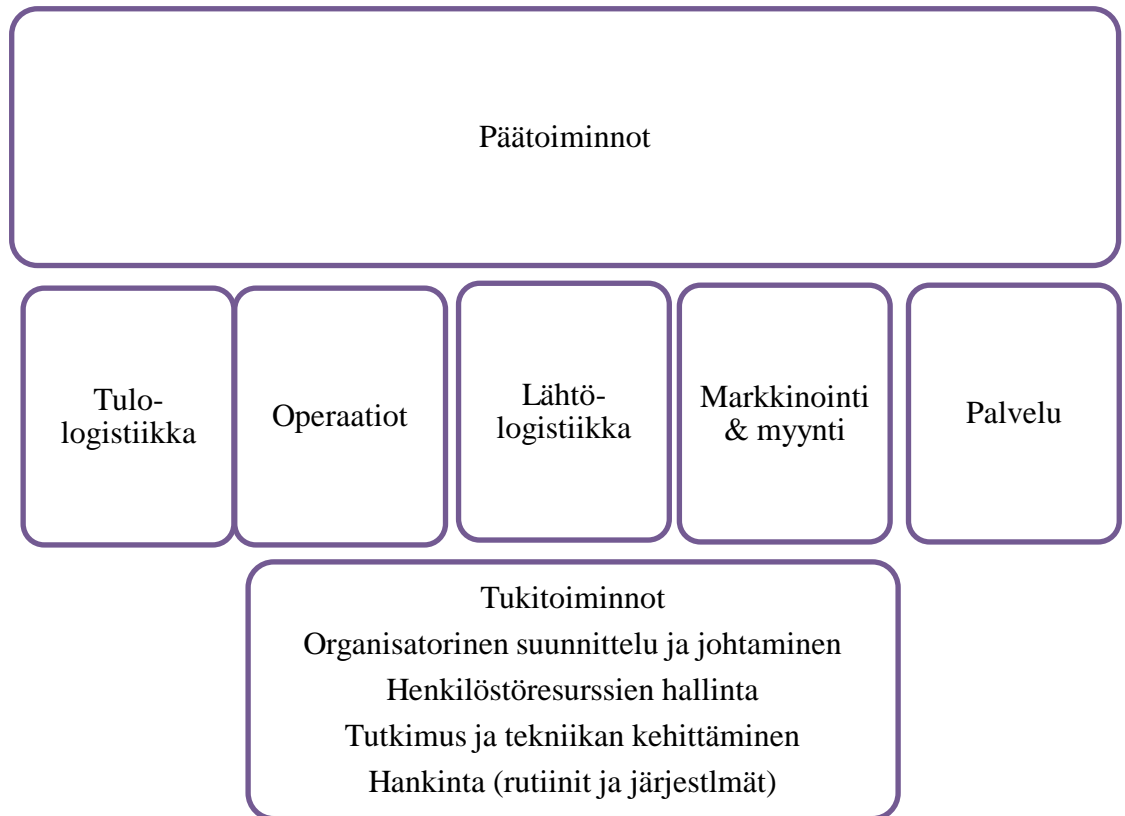 Päätoiminnot
Tulo-
logistiikka
Operaatiot
Lähtö-
logistiikka
Markkinointi
& myynti
Palvelu
Tukitoiminnot
Organisatorinen suunnittelu ja johtaminen
Henkilöstöresurssien hallinta
Tutkimus ja tekniikan kehittäminen
Hankinta (rutiinit ja järjestlmät)